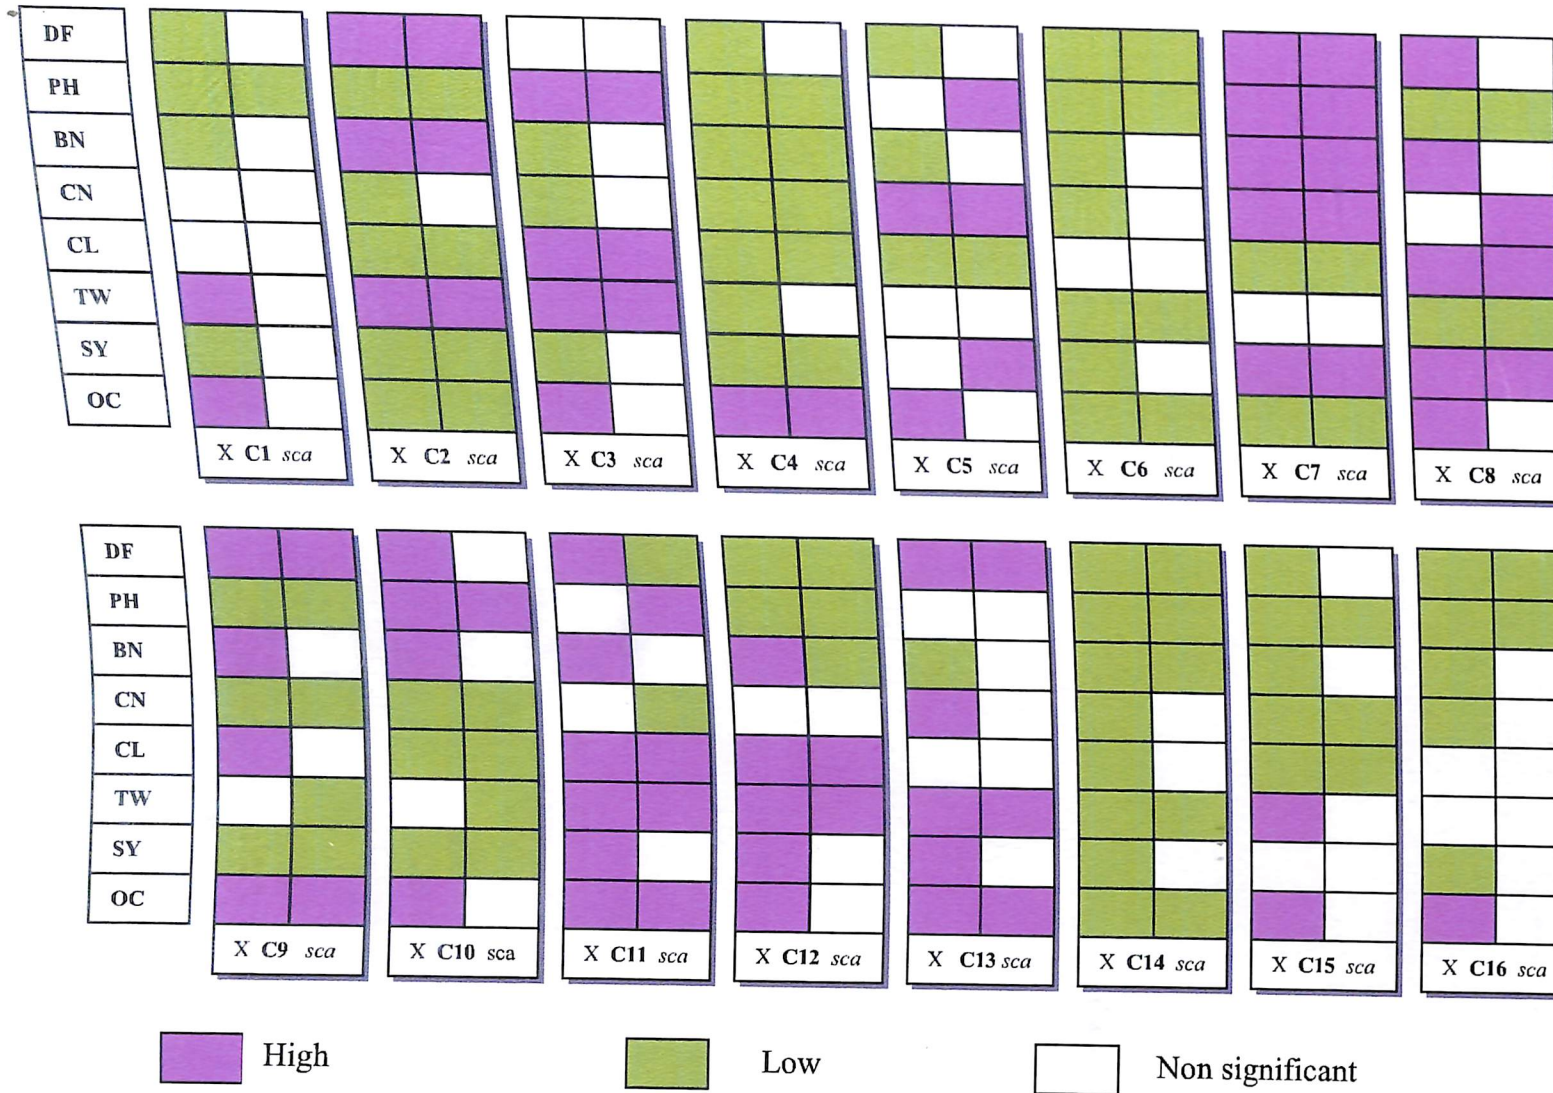 DF
PH
BN
CN
CL
TW
SY
OC
X C1 sca
X C2 sca
X C3 sca
X C4 sca
X C5 sca
X C6 sca
X C7 sca
X C8 sca
DF
PH
BN
CN
CL
TW
SY
OC
X C9 sca
X C10 sca
X C11 sca
X C12 sca
X C13 sca
X C14 sca
X C15 sca
X C16 sca
High
Low
Non significant